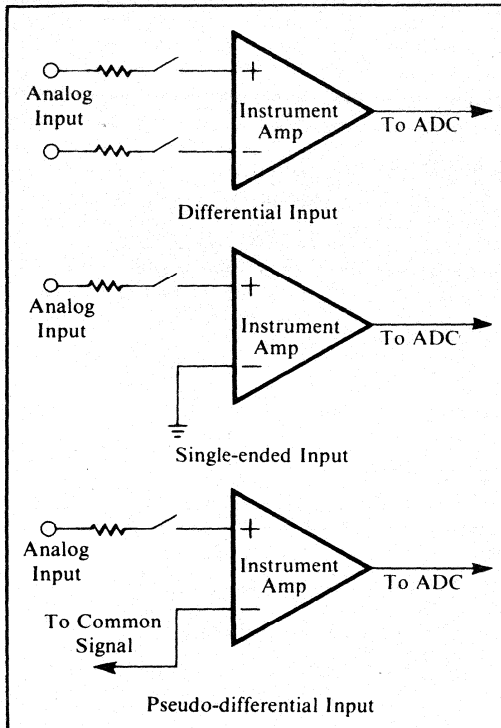 +
Analog
Input
Instrument
Amp
To ADC
−
Differential Input
+
Analog
Input
Instrument
Amp
To ADC
−
Single-ended Input
+
Analog
Input
Instrument
Amp
To ADC
−
To Common
Signal
Pseudo-differential Input